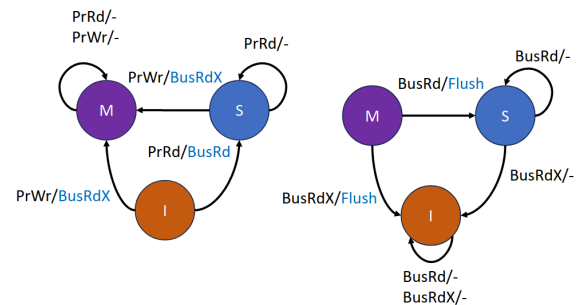 PrRd/-
PrWr/-
PrRd/-
PrWr/BusRdX
M
S
PrRd/BusRd
PrWr/BusRdX
I
BusRd/-
BusRd/Flush
M
S
BusRdX/-
BusRdX/Flush
I
BusRd/-
BusRdX/-